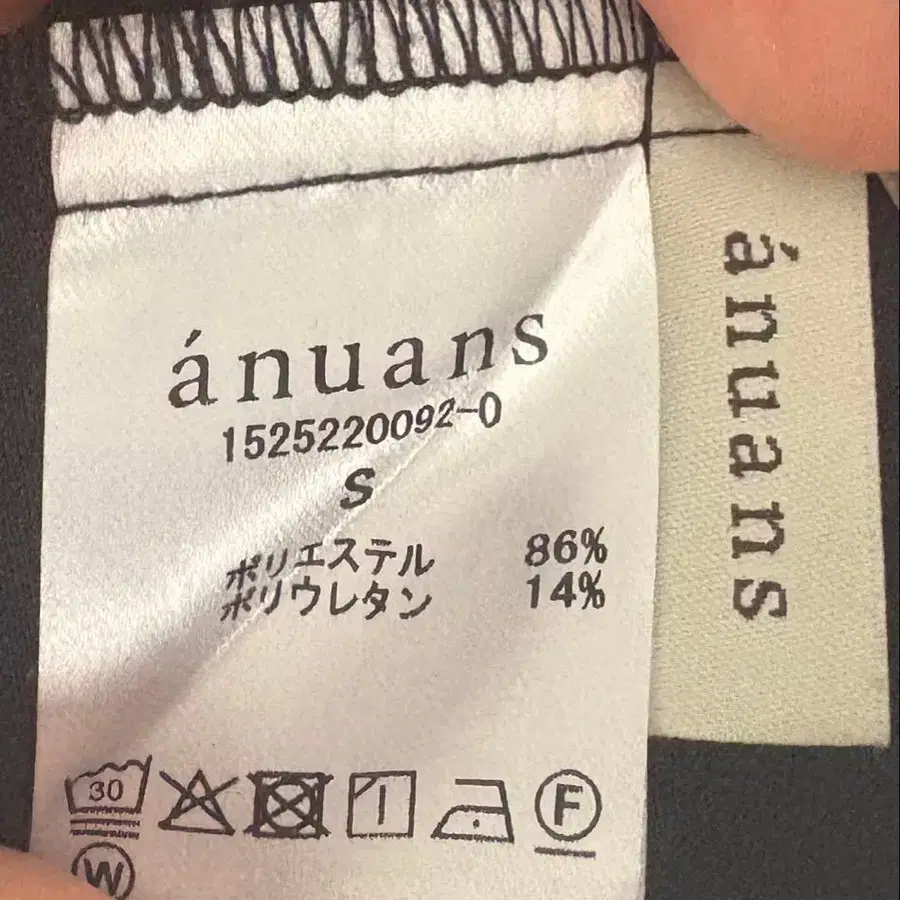 ánuans
1525220092-0
S
ポリエステル 86%
ポリウレタン 14%
30
F
W
ánuans